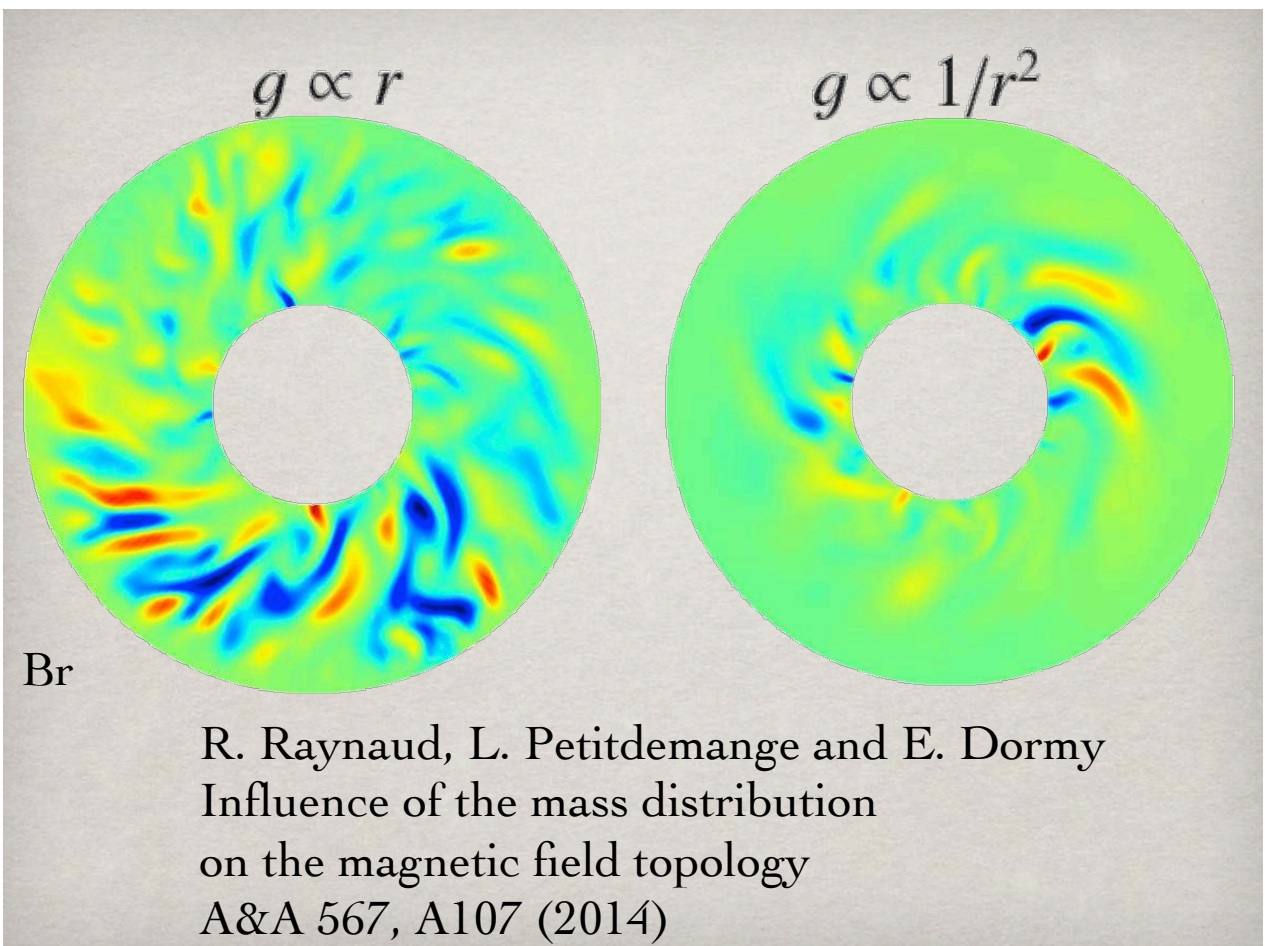 g ∝ r
g ∝ 1/r²
Br
R. Raynaud, L. Petitdemange and E. Dormy
Influence of the mass distribution
on the magnetic field topology
A&A 567, A107 (2014)